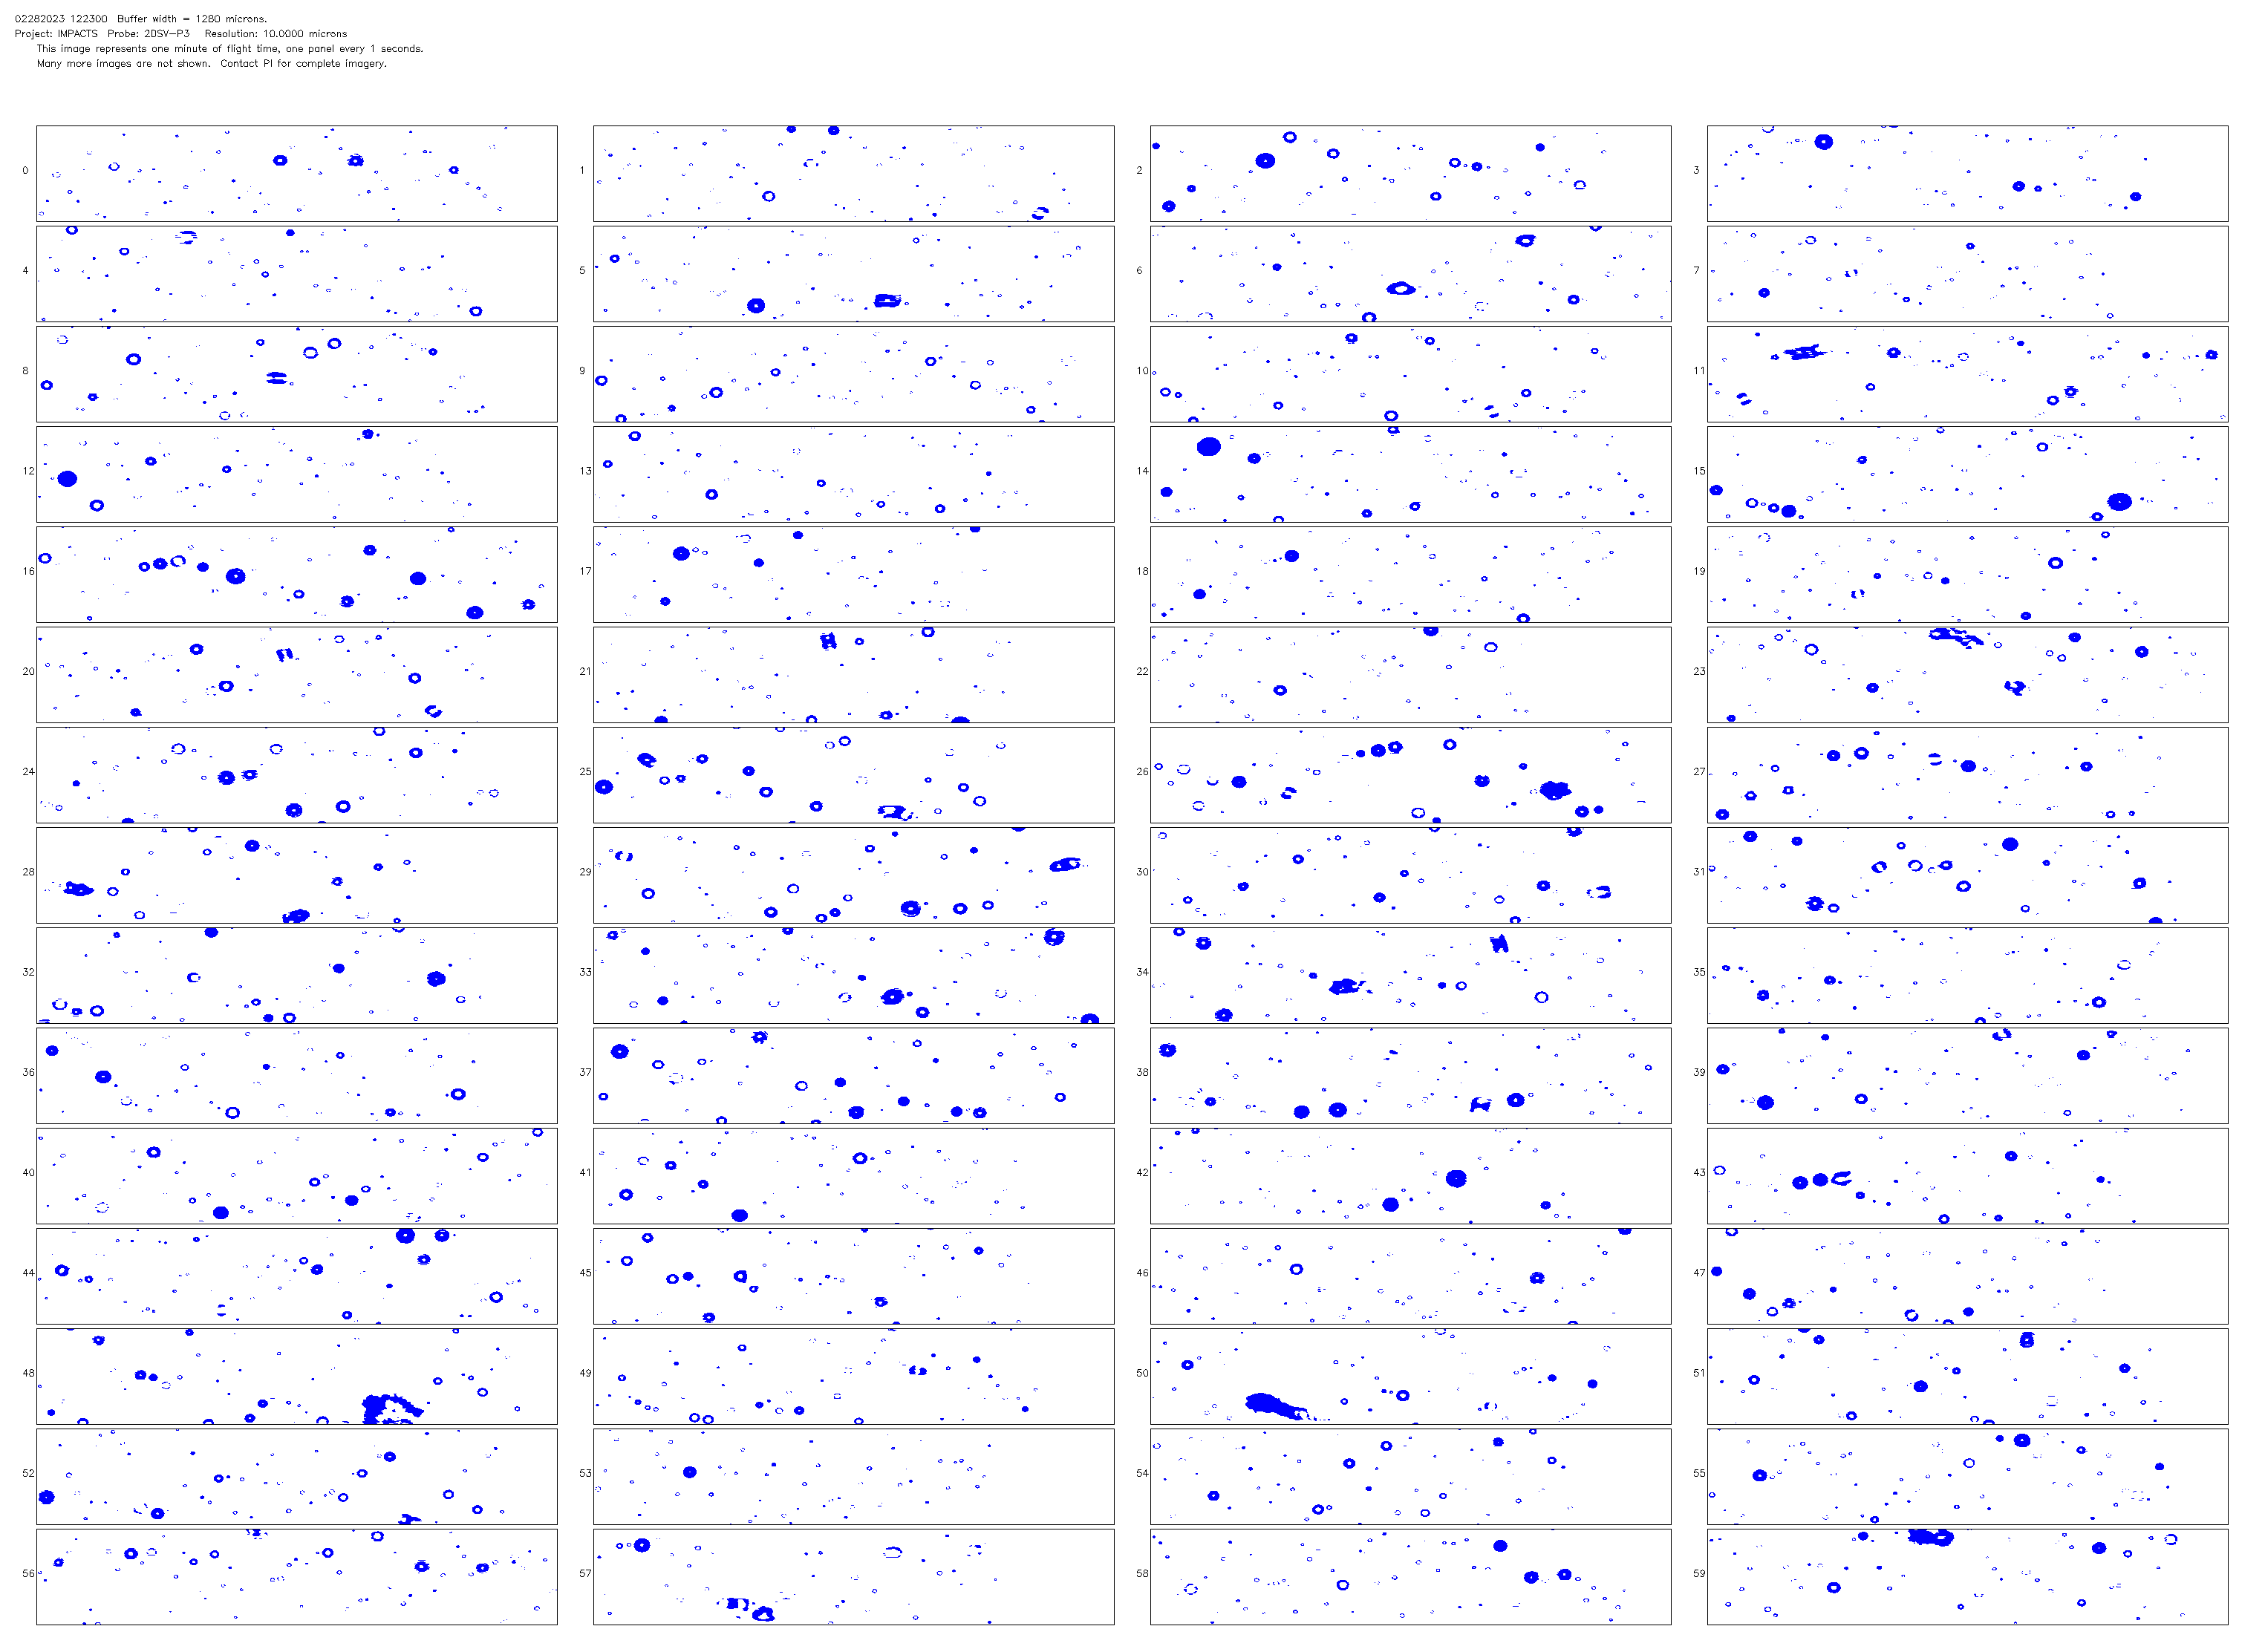 02282023 122300 Buffer width = 1280 microns.
Project: IMPACTS Probe: 2DSV-P3 Resolution: 10.0000 microns
This image represents one minute of flight time, one panel every 1 seconds.
Many more images are not shown. Contact PI for complete imagery.
0 1 2 3
4 5 6 7
8 9 10 11
12 13 14 15
16 17 18 19
20 21 22 23
24 25 26 27
28 29 30 31
32 33 34 35
36 37 38 39
40 41 42 43
44 45 46 47
48 49 50 51
52 53 54 55
56 57 58 59